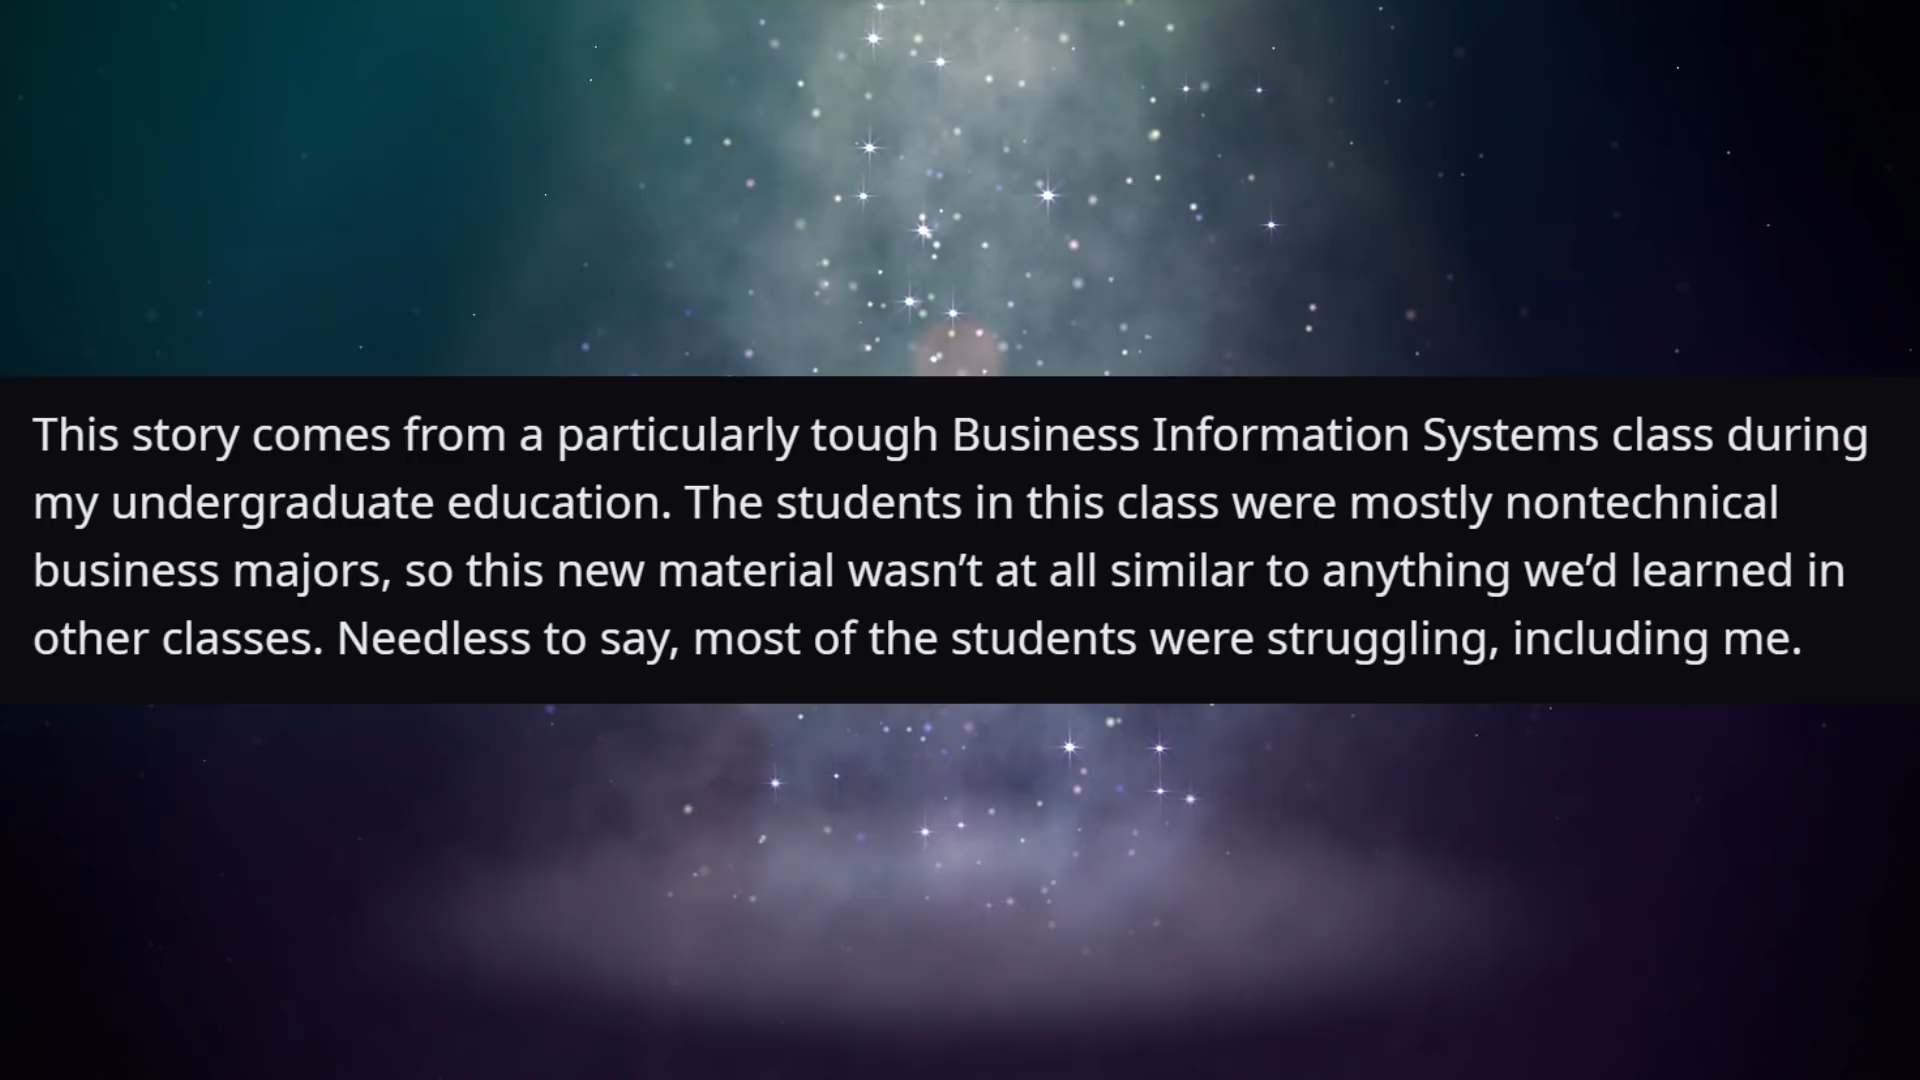 This story comes from a particularly tough Business Information Systems class during
my undergraduate education. The students in this class were mostly nontechnical
business majors, so this new material wasn’t at all similar to anything we’d learned in
other classes. Needless to say, most of the students were struggling, including me.